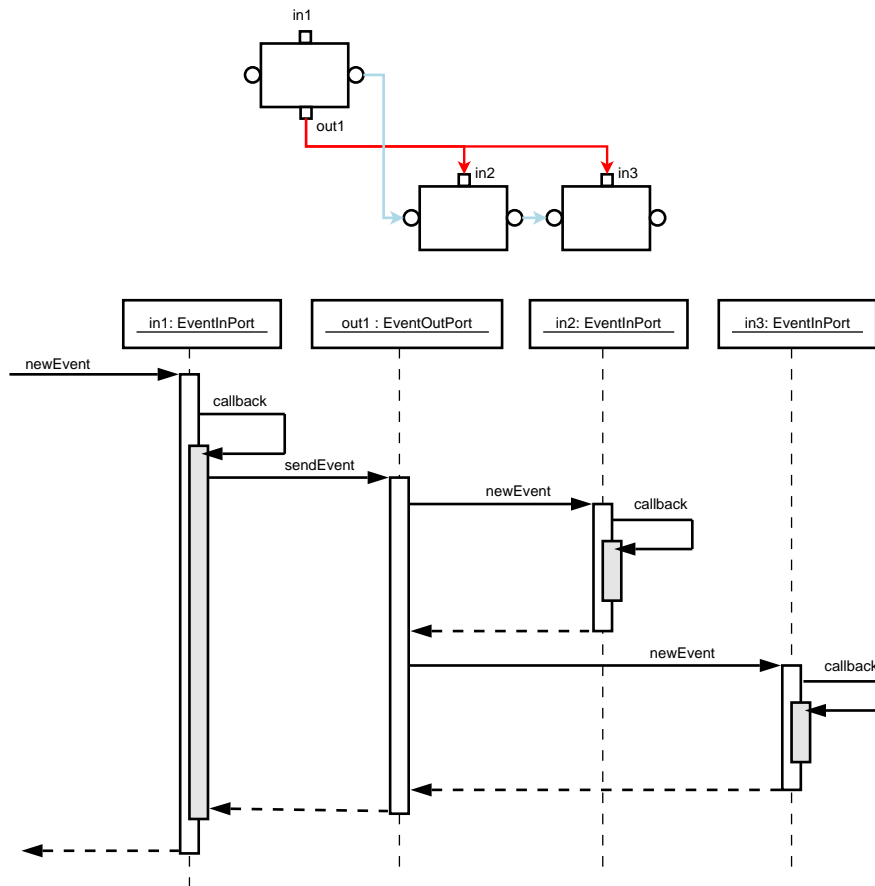 in1
out1
in2
in3
in1: EventInPort
out1 : EventOutPort
in2: EventInPort
in3: EventInPort
newEvent
callback
sendEvent
newEvent
callback
newEvent
callback